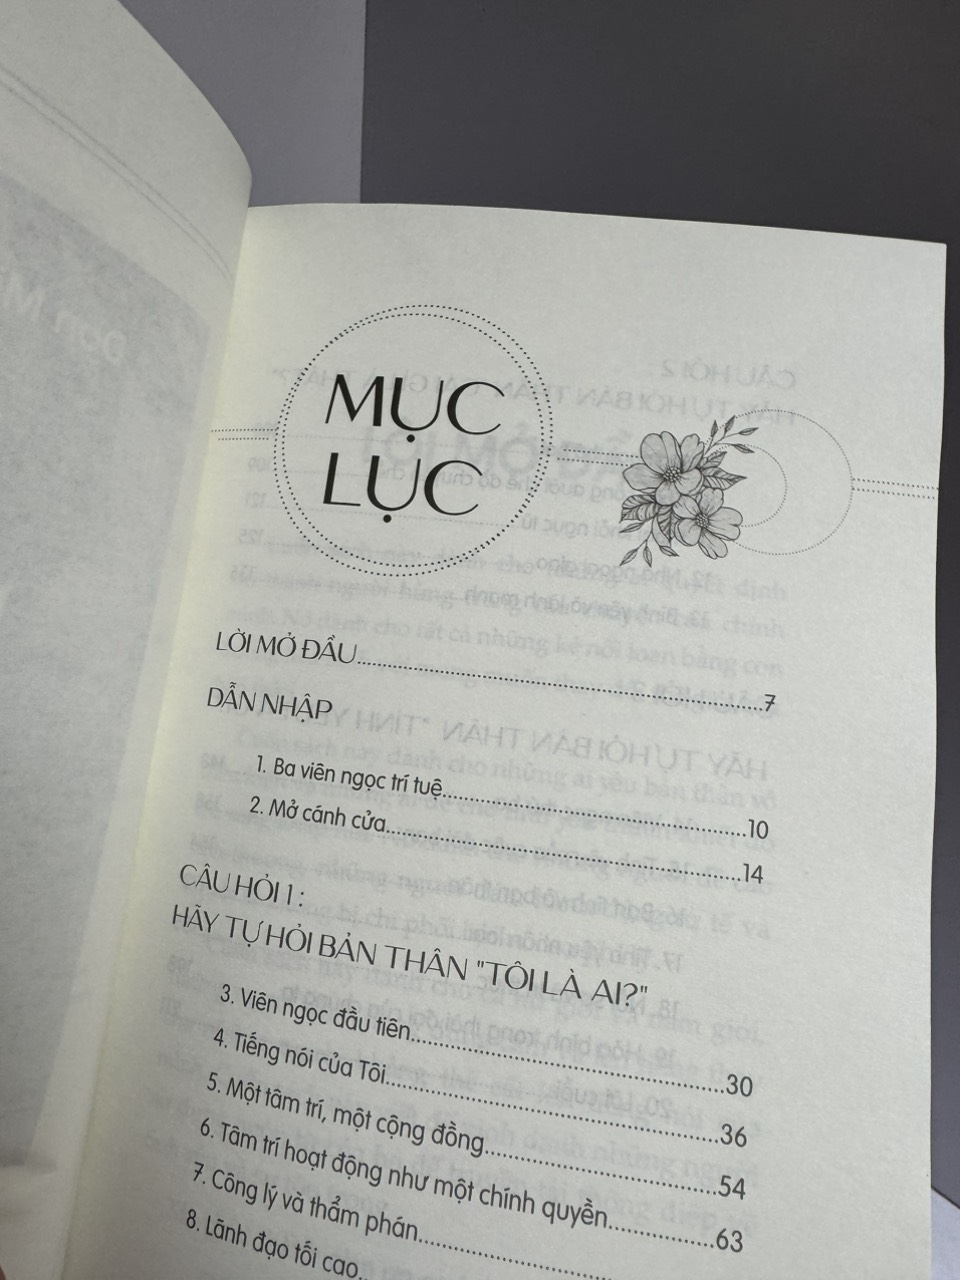 MỤC
LỤC
LỜI MỞ ĐẦU....................7
DẪN NHẬP
1. Ba viên ngọc trí tuệ....................10
2. Mở cánh cửa....................14
CÂU HỎI 1 :
HÃY TỰ HỎI BẢN THÂN "TÔI LÀ AI?"
3. Viên ngọc đầu tiên....................30
4. Tiếng nói của Tôi....................36
5. Một tâm trí, một cộng đồng....................54
6. Tâm trí hoạt động như một chính quyền....................63
7. Công lý và thẩm phán....................
8. Lãnh đạo tối cao..